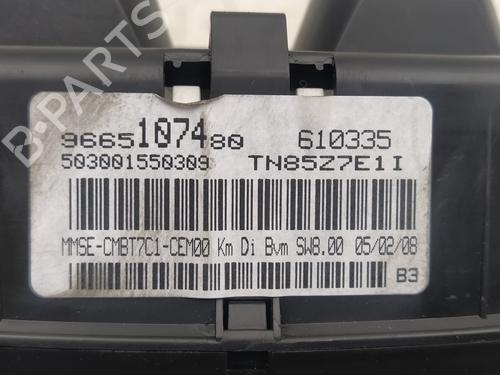 B-PARTS
9665107480 610335
503001550309 TN85Z7E1I
MMSE-CMBT7C1-CEM00 Km Di Bvm SW8.00 05/02/08
B3